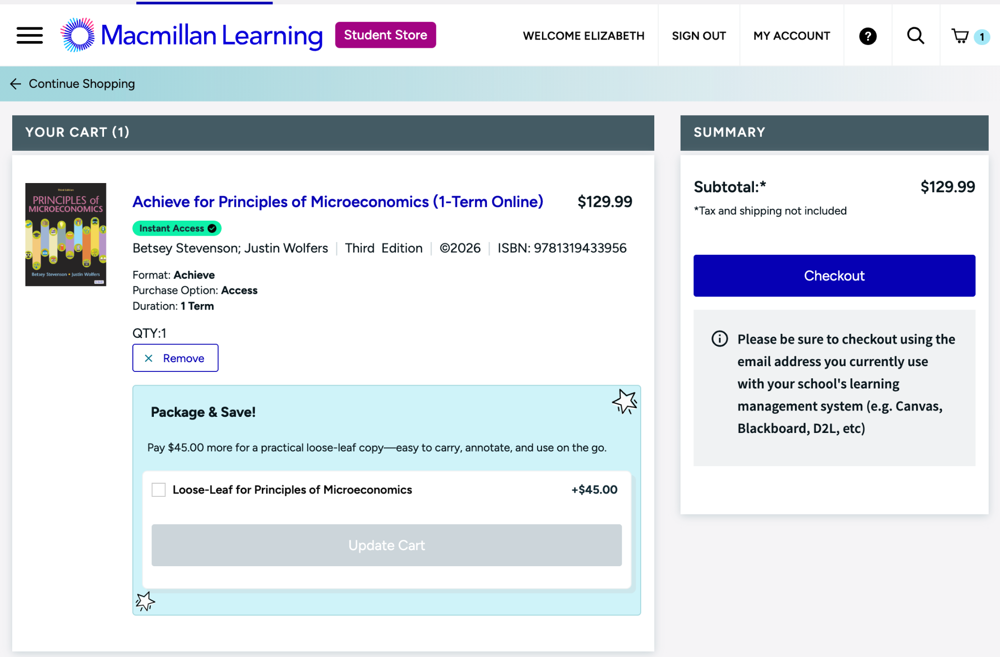 Macmillan Learning
Student Store
WELCOME ELIZABETH
SIGN OUT
MY ACCOUNT
?
1
Continue Shopping
YOUR CART (1)
Third Edition
PRINCIPLES of
MICROECONOMICS
Betsey Stevenson • Justin Wolfers
Achieve for Principles of Microeconomics (1-Term Online)
$129.99
Instant Access
Betsey Stevenson; Justin Wolfers | Third Edition | ©2026 | ISBN: 9781319433956
Format: Achieve
Purchase Option: Access
Duration: 1 Term
QTY:1
Remove
Package & Save!
Pay $45.00 more for a practical loose-leaf copy—easy to carry, annotate, and use on the go.
Loose-Leaf for Principles of Microeconomics
+$45.00
Update Cart
SUMMARY
Subtotal:*
$129.99
*Tax and shipping not included
Checkout
Please be sure to checkout using the
email address you currently use
with your school's learning
management system (e.g. Canvas,
Blackboard, D2L, etc)